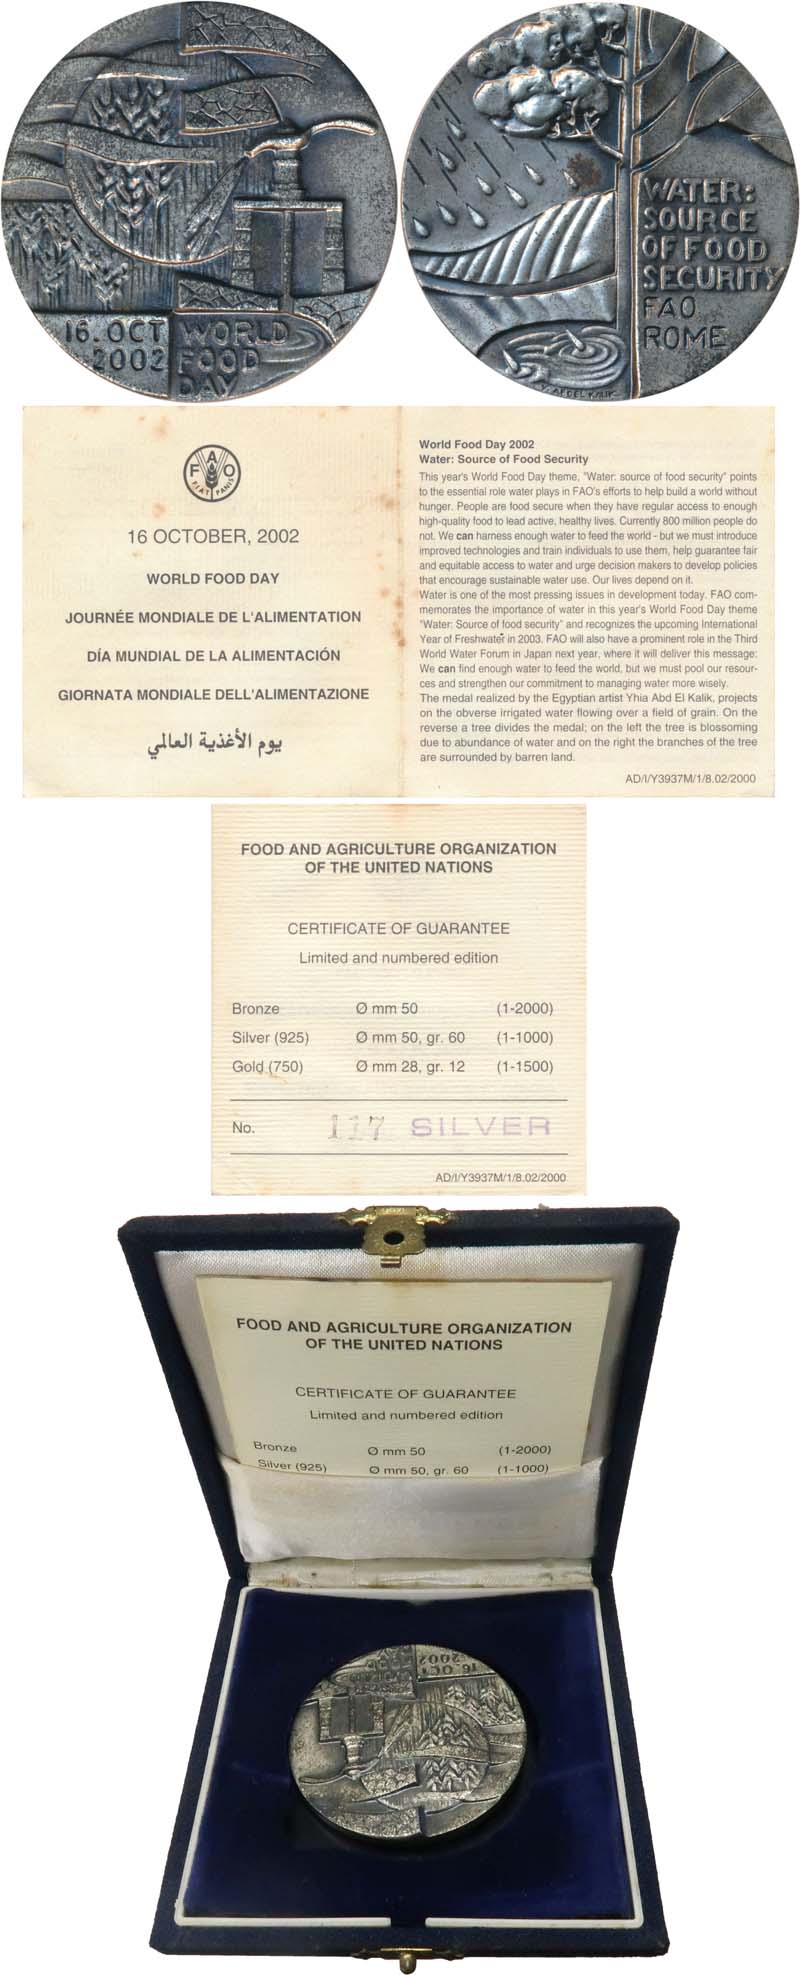 16. OCT
2002
WORLD
FOOD
DAY
WATER:
SOURCE
OF FOOD
SECURITY
FAO
ROME
Y. ABDEL KALIK
FAO
FIAT PANIS
16 OCTOBER, 2002
WORLD FOOD DAY
JOURNÉE MONDIALE DE L'ALIMENTATION
DÍA MUNDIAL DE LA ALIMENTACIÓN
GIORNATA MONDIALE DELL'ALIMENTAZIONE
يوم الأغذية العالمي
World Food Day 2002
Water: Source of Food Security
This year's World Food Day theme, "Water: source of food security" points
to the essential role water plays in FAO's efforts to help build a world without
hunger. People are food secure when they have regular access to enough
high-quality food to lead active, healthy lives. Currently 800 million people do
not. We can harness enough water to feed the world - but we must introduce
improved technologies and train individuals to use them, help guarantee fair
and equitable access to water and urge decision makers to develop policies
that encourage sustainable water use. Our lives depend on it.
Water is one of the most pressing issues in development today. FAO com-
memorates the importance of water in this year's World Food Day theme
"Water: Source of food security" and recognizes the upcoming International
Year of Freshwater in 2003. FAO will also have a prominent role in the Third
World Water Forum in Japan next year, where it will deliver this message:
We can find enough water to feed the world, but we must pool our resour-
ces and strengthen our commitment to managing water more wisely.
The medal realized by the Egyptian artist Yhia Abd El Kalik, projects
on the obverse irrigated water flowing over a field of grain. On the
reverse a tree divides the medal; on the left the tree is blossoming
due to abundance of water and on the right the branches of the tree
are surrounded by barren land.
AD/I/Y3937M/1/8.02/2000
FOOD AND AGRICULTURE ORGANIZATION
OF THE UNITED NATIONS
CERTIFICATE OF GUARANTEE
Limited and numbered edition
Bronze Ø mm 50 (1-2000)
Silver (925) Ø mm 50, gr. 60 (1-1000)
Gold (750) Ø mm 28, gr. 12 (1-1500)
No. 117 SILVER
AD/I/Y3937M/1/8.02/2000
FOOD AND AGRICULTURE ORGANIZATION
OF THE UNITED NATIONS
CERTIFICATE OF GUARANTEE
Limited and numbered edition
Bronze Ø mm 50 (1-2000)
Silver (925) Ø mm 50, gr. 60 (1-1000)
16. OCT
2002